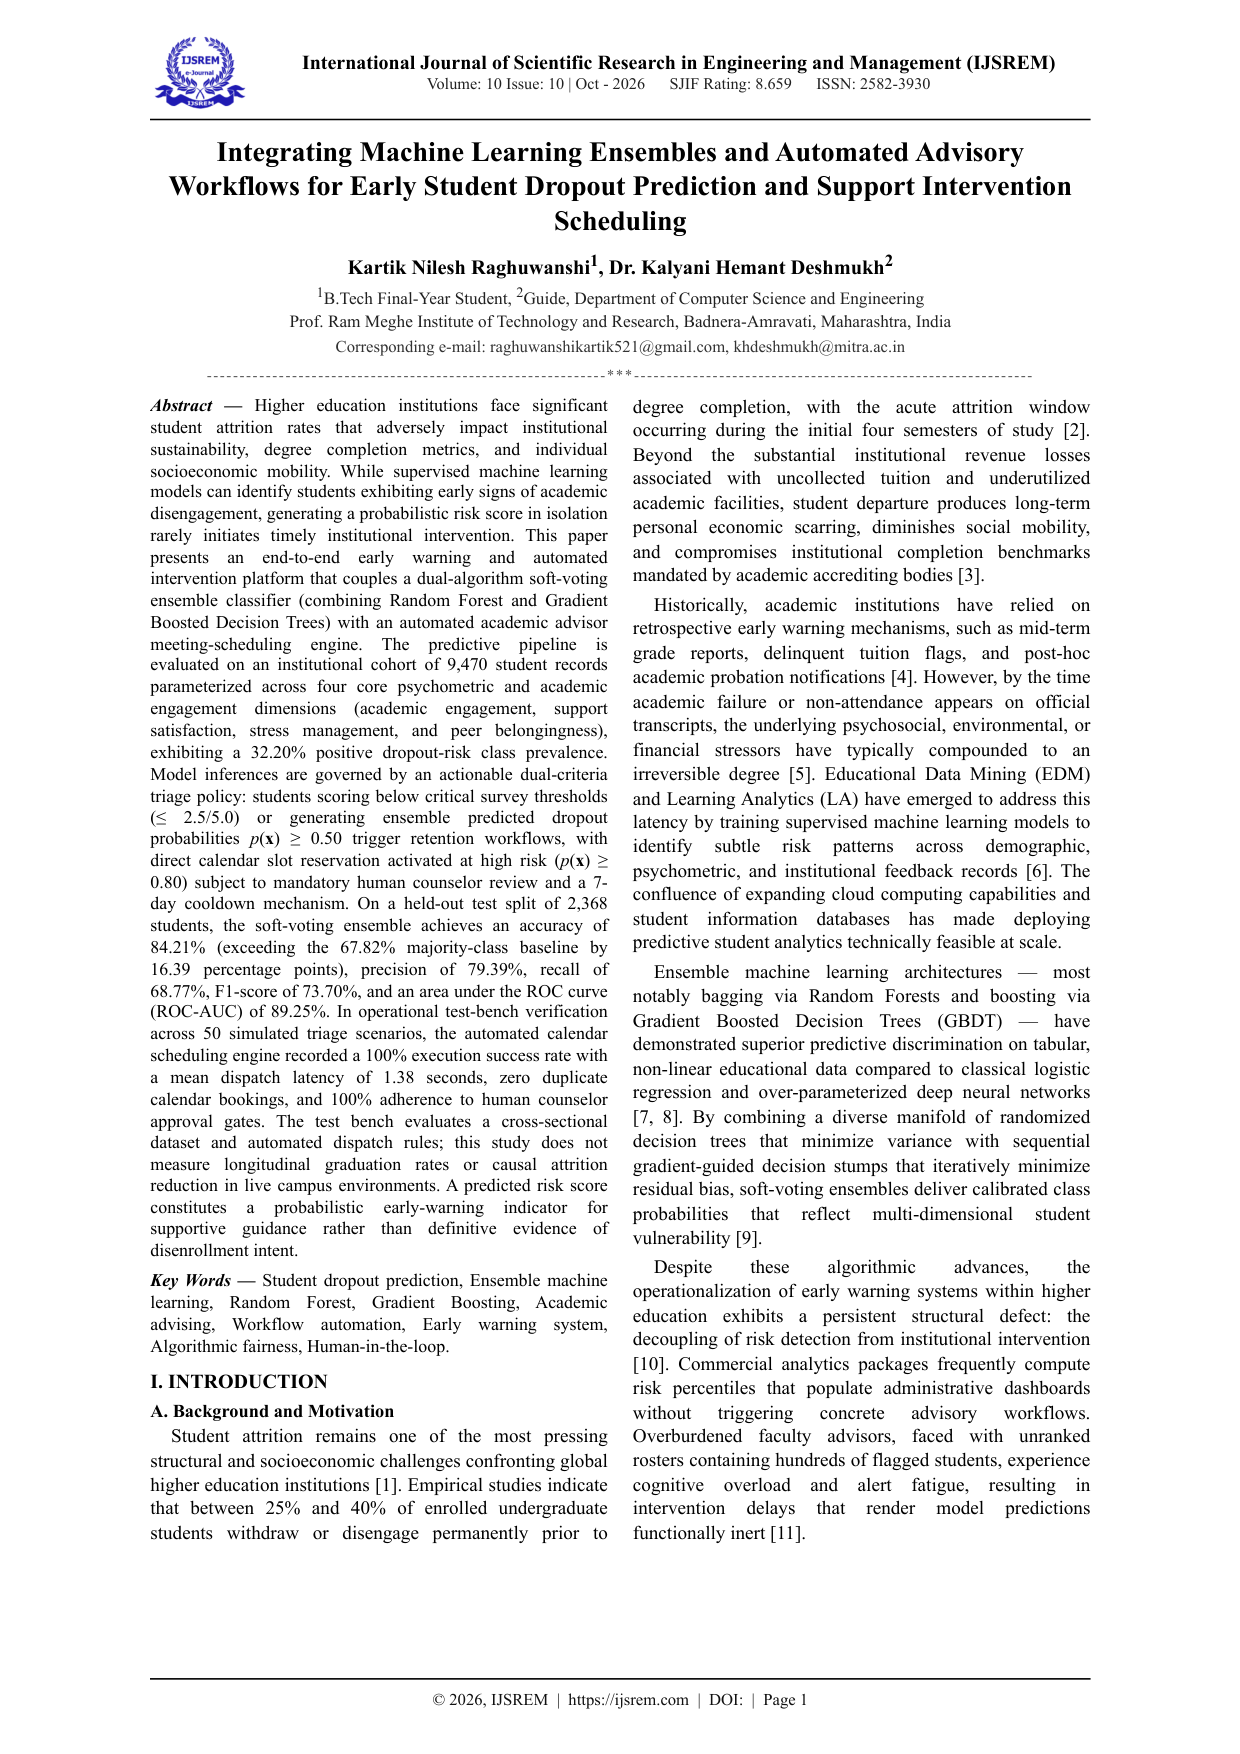 IJSREM
e-Journal
IJSREM
International Journal of Scientific Research in Engineering and Management (IJSREM)
Volume: 10 Issue: 10 | Oct - 2026 SJIF Rating: 8.659 ISSN: 2582-3930
Integrating Machine Learning Ensembles and Automated Advisory
Workflows for Early Student Dropout Prediction and Support Intervention
Scheduling
Kartik Nilesh Raghuwanshi1, Dr. Kalyani Hemant Deshmukh2
1B.Tech Final-Year Student, 2Guide, Department of Computer Science and Engineering
Prof. Ram Meghe Institute of Technology and Research, Badnera-Amravati, Maharashtra, India
Corresponding e-mail: raghuwanshikartik521@gmail.com, khdeshmukh@mitra.ac.in
-------------------------------------------------------------***-------------------------------------------------------------
Abstract — Higher education institutions face significant
student attrition rates that adversely impact institutional
sustainability, degree completion metrics, and individual
socioeconomic mobility. While supervised machine learning
models can identify students exhibiting early signs of academic
disengagement, generating a probabilistic risk score in isolation
rarely initiates timely institutional intervention. This paper
presents an end-to-end early warning and automated
intervention platform that couples a dual-algorithm soft-voting
ensemble classifier (combining Random Forest and Gradient
Boosted Decision Trees) with an automated academic advisor
meeting-scheduling engine. The predictive pipeline is
evaluated on an institutional cohort of 9,470 student records
parameterized across four core psychometric and academic
engagement dimensions (academic engagement, support
satisfaction, stress management, and peer belongingness),
exhibiting a 32.20% positive dropout-risk class prevalence.
Model inferences are governed by an actionable dual-criteria
triage policy: students scoring below critical survey thresholds
(≤ 2.5/5.0) or generating ensemble predicted dropout
probabilities p(x) ≥ 0.50 trigger retention workflows, with
direct calendar slot reservation activated at high risk (p(x) ≥
0.80) subject to mandatory human counselor review and a 7-
day cooldown mechanism. On a held-out test split of 2,368
students, the soft-voting ensemble achieves an accuracy of
84.21% (exceeding the 67.82% majority-class baseline by
16.39 percentage points), precision of 79.39%, recall of
68.77%, F1-score of 73.70%, and an area under the ROC curve
(ROC-AUC) of 89.25%. In operational test-bench verification
across 50 simulated triage scenarios, the automated calendar
scheduling engine recorded a 100% execution success rate with
a mean dispatch latency of 1.38 seconds, zero duplicate
calendar bookings, and 100% adherence to human counselor
approval gates. The test bench evaluates a cross-sectional
dataset and automated dispatch rules; this study does not
measure longitudinal graduation rates or causal attrition
reduction in live campus environments. A predicted risk score
constitutes a probabilistic early-warning indicator for
supportive guidance rather than definitive evidence of
disenrollment intent.
Key Words — Student dropout prediction, Ensemble machine
learning, Random Forest, Gradient Boosting, Academic
advising, Workflow automation, Early warning system,
Algorithmic fairness, Human-in-the-loop.
I. INTRODUCTION
A. Background and Motivation
Student attrition remains one of the most pressing
structural and socioeconomic challenges confronting global
higher education institutions [1]. Empirical studies indicate
that between 25% and 40% of enrolled undergraduate
students withdraw or disengage permanently prior to
degree completion, with the acute attrition window
occurring during the initial four semesters of study [2].
Beyond the substantial institutional revenue losses
associated with uncollected tuition and underutilized
academic facilities, student departure produces long-term
personal economic scarring, diminishes social mobility,
and compromises institutional completion benchmarks
mandated by academic accrediting bodies [3].
Historically, academic institutions have relied on
retrospective early warning mechanisms, such as mid-term
grade reports, delinquent tuition flags, and post-hoc
academic probation notifications [4]. However, by the time
academic failure or non-attendance appears on official
transcripts, the underlying psychosocial, environmental, or
financial stressors have typically compounded to an
irreversible degree [5]. Educational Data Mining (EDM)
and Learning Analytics (LA) have emerged to address this
latency by training supervised machine learning models to
identify subtle risk patterns across demographic,
psychometric, and institutional feedback records [6]. The
confluence of expanding cloud computing capabilities and
student information databases has made deploying
predictive student analytics technically feasible at scale.
Ensemble machine learning architectures — most
notably bagging via Random Forests and boosting via
Gradient Boosted Decision Trees (GBDT) — have
demonstrated superior predictive discrimination on tabular,
non-linear educational data compared to classical logistic
regression and over-parameterized deep neural networks
[7, 8]. By combining a diverse manifold of randomized
decision trees that minimize variance with sequential
gradient-guided decision stumps that iteratively minimize
residual bias, soft-voting ensembles deliver calibrated class
probabilities that reflect multi-dimensional student
vulnerability [9].
Despite these algorithmic advances, the
operationalization of early warning systems within higher
education exhibits a persistent structural defect: the
decoupling of risk detection from institutional intervention
[10]. Commercial analytics packages frequently compute
risk percentiles that populate administrative dashboards
without triggering concrete advisory workflows.
Overburdened faculty advisors, faced with unranked
rosters containing hundreds of flagged students, experience
cognitive overload and alert fatigue, resulting in
intervention delays that render model predictions
functionally inert [11].
© 2026, IJSREM | https://ijsrem.com | DOI: | Page 1